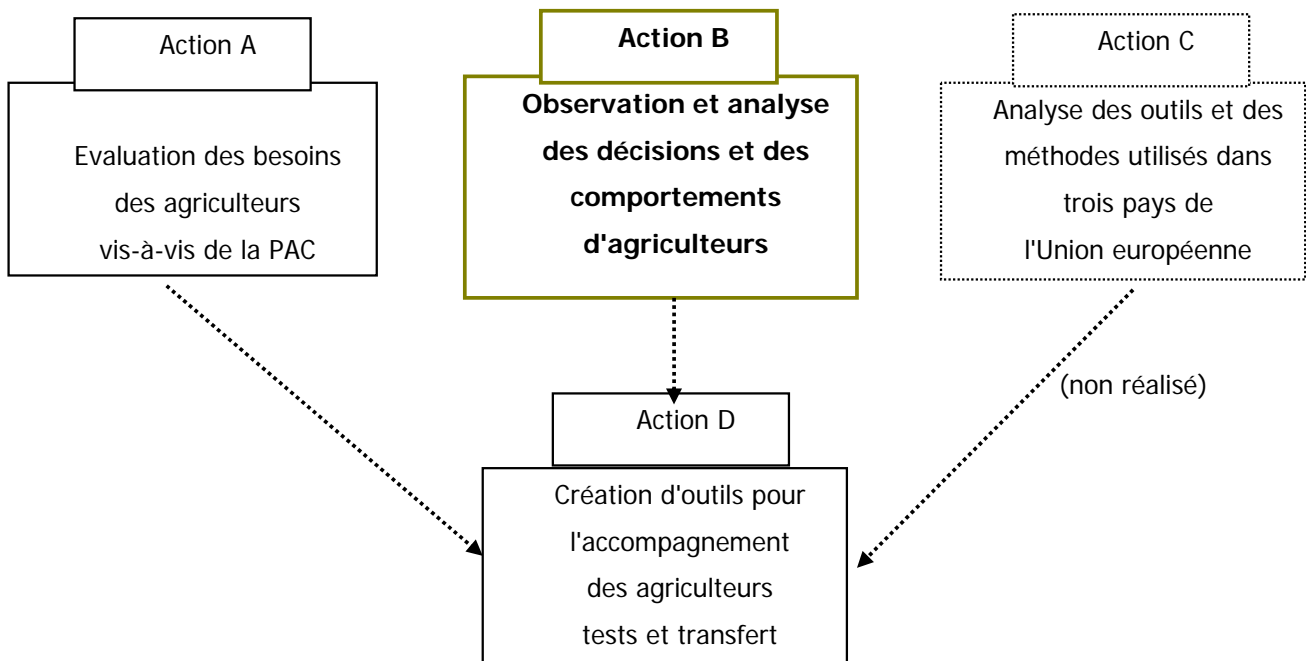 Action A
Evaluation des besoins
des agriculteurs
vis-à-vis de la PAC
Action B
Observation et analyse
des décisions et des
comportements
d'agriculteurs
Action C
Analyse des outils et des
méthodes utilisés dans
trois pays de
l'Union européenne
(non réalisé)
Action D
Création d'outils pour
l'accompagnement
des agriculteurs
tests et transfert